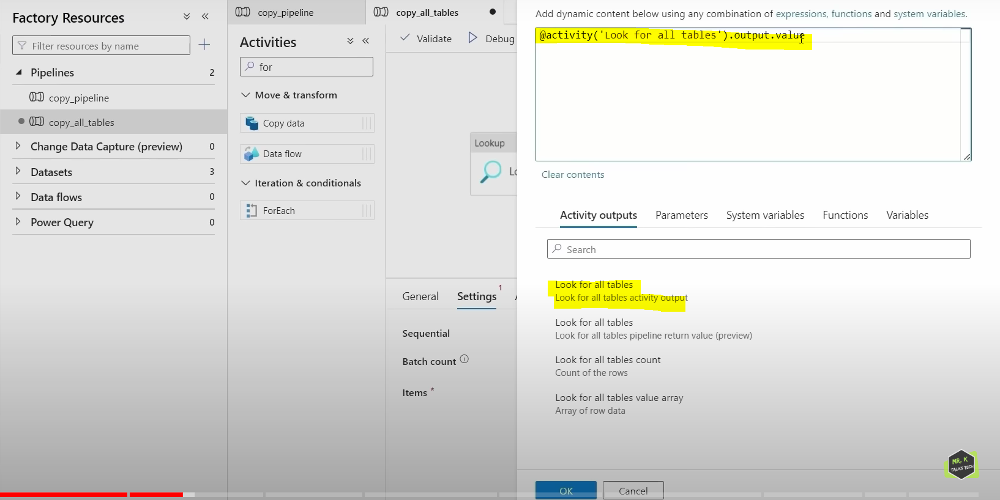 Factory Resources
Filter resources by name
Pipelines 2
copy_pipeline
copy_all_tables
Change Data Capture (preview) 0
Datasets 3
Data flows 0
Power Query 0
copy_pipeline
copy_all_tables
Activities
for
Move & transform
Copy data
Data flow
Iteration & conditionals
ForEach
Validate Debug
Lookup
General Settings 1
Sequential
Batch count
Items *
Add dynamic content below using any combination of expressions, functions and system variables.
@activity('Look for all tables').output.value
Clear contents
Activity outputs Parameters System variables Functions Variables
Search
Look for all tables
Look for all tables activity output
Look for all tables
Look for all tables pipeline return value (preview)
Look for all tables count
Count of the rows
Look for all tables value array
Array of row data
MR. K
TALKS TECH
OK Cancel